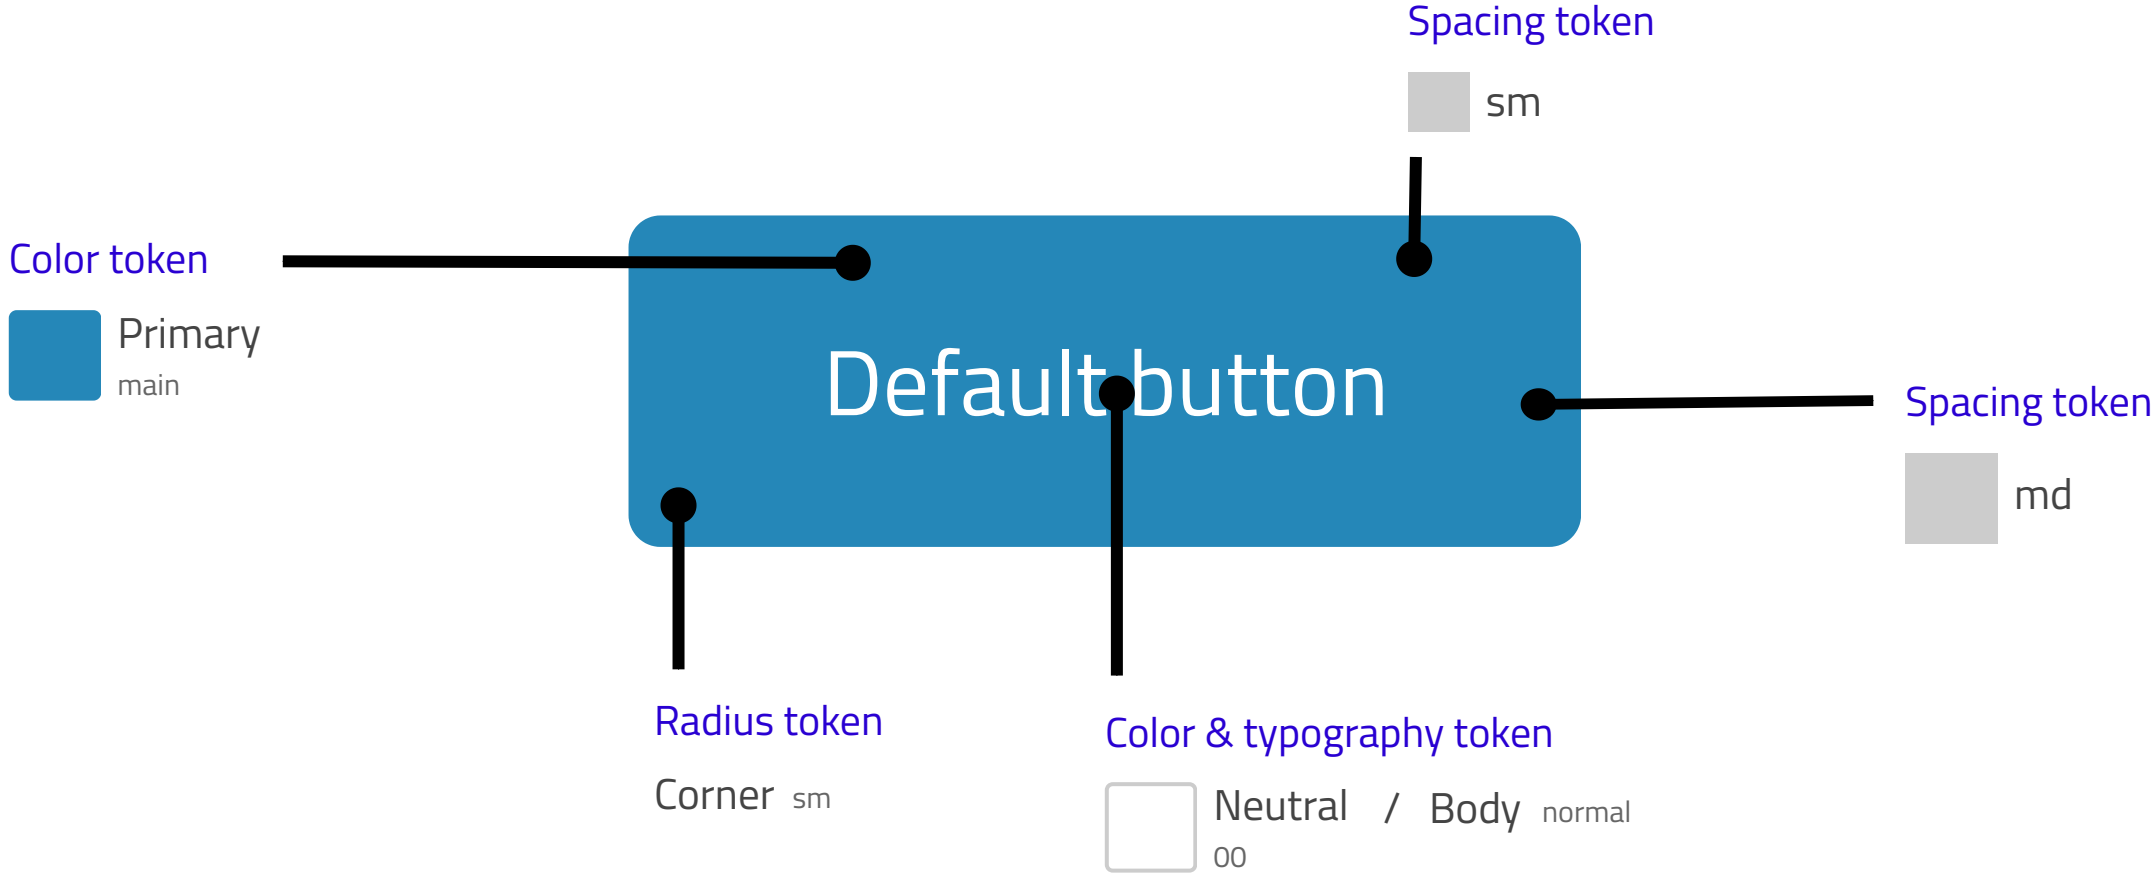 Spacing token
sm
Color token
Primary
main
Default button
Spacing token
md
Radius token
Corner sm
Color & typography token
Neutral / Body normal
00